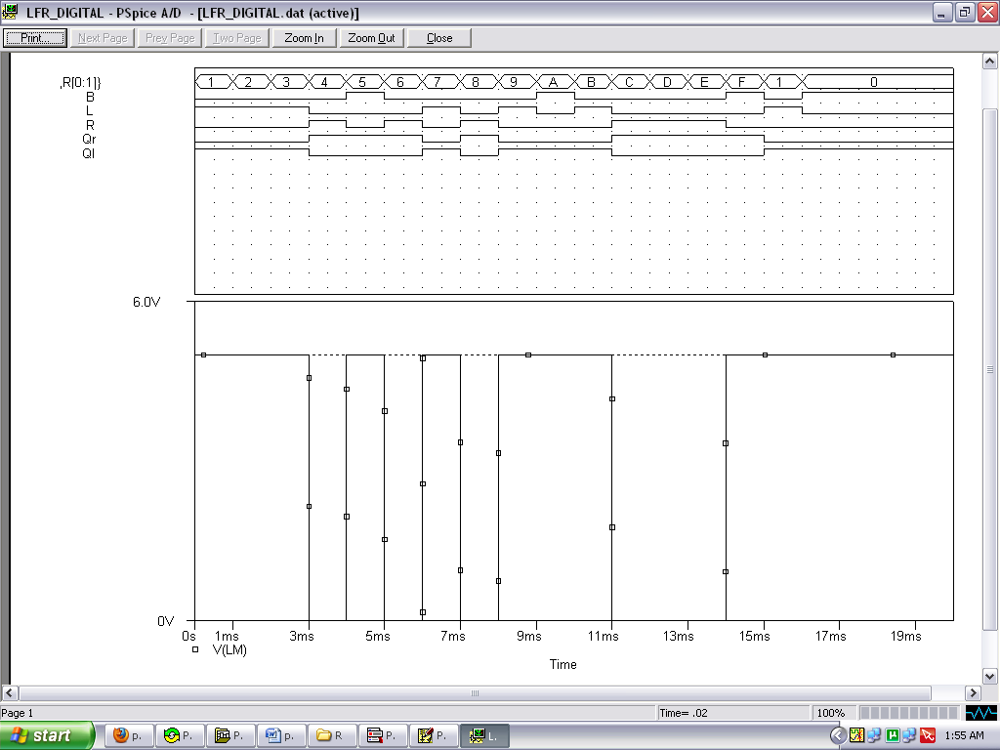 LFR_DIGITAL - PSpice A/D - [LFR_DIGITAL.dat (active)]
Print Next Page Prev Page Two Page Zoom In Zoom Out Close
,R[0:1]} 1 2 3 4 5 6 7 8 9 A B C D E F 1 0
B
L
R
Qr
Ql
6.0V
0V
0s 1ms 3ms 5ms 7ms 9ms 11ms 13ms 15ms 17ms 19ms
V(LM)
Time
Page 1 Time= .02 100%
start p. P. P. p. R P. P. L. 1:55 AM